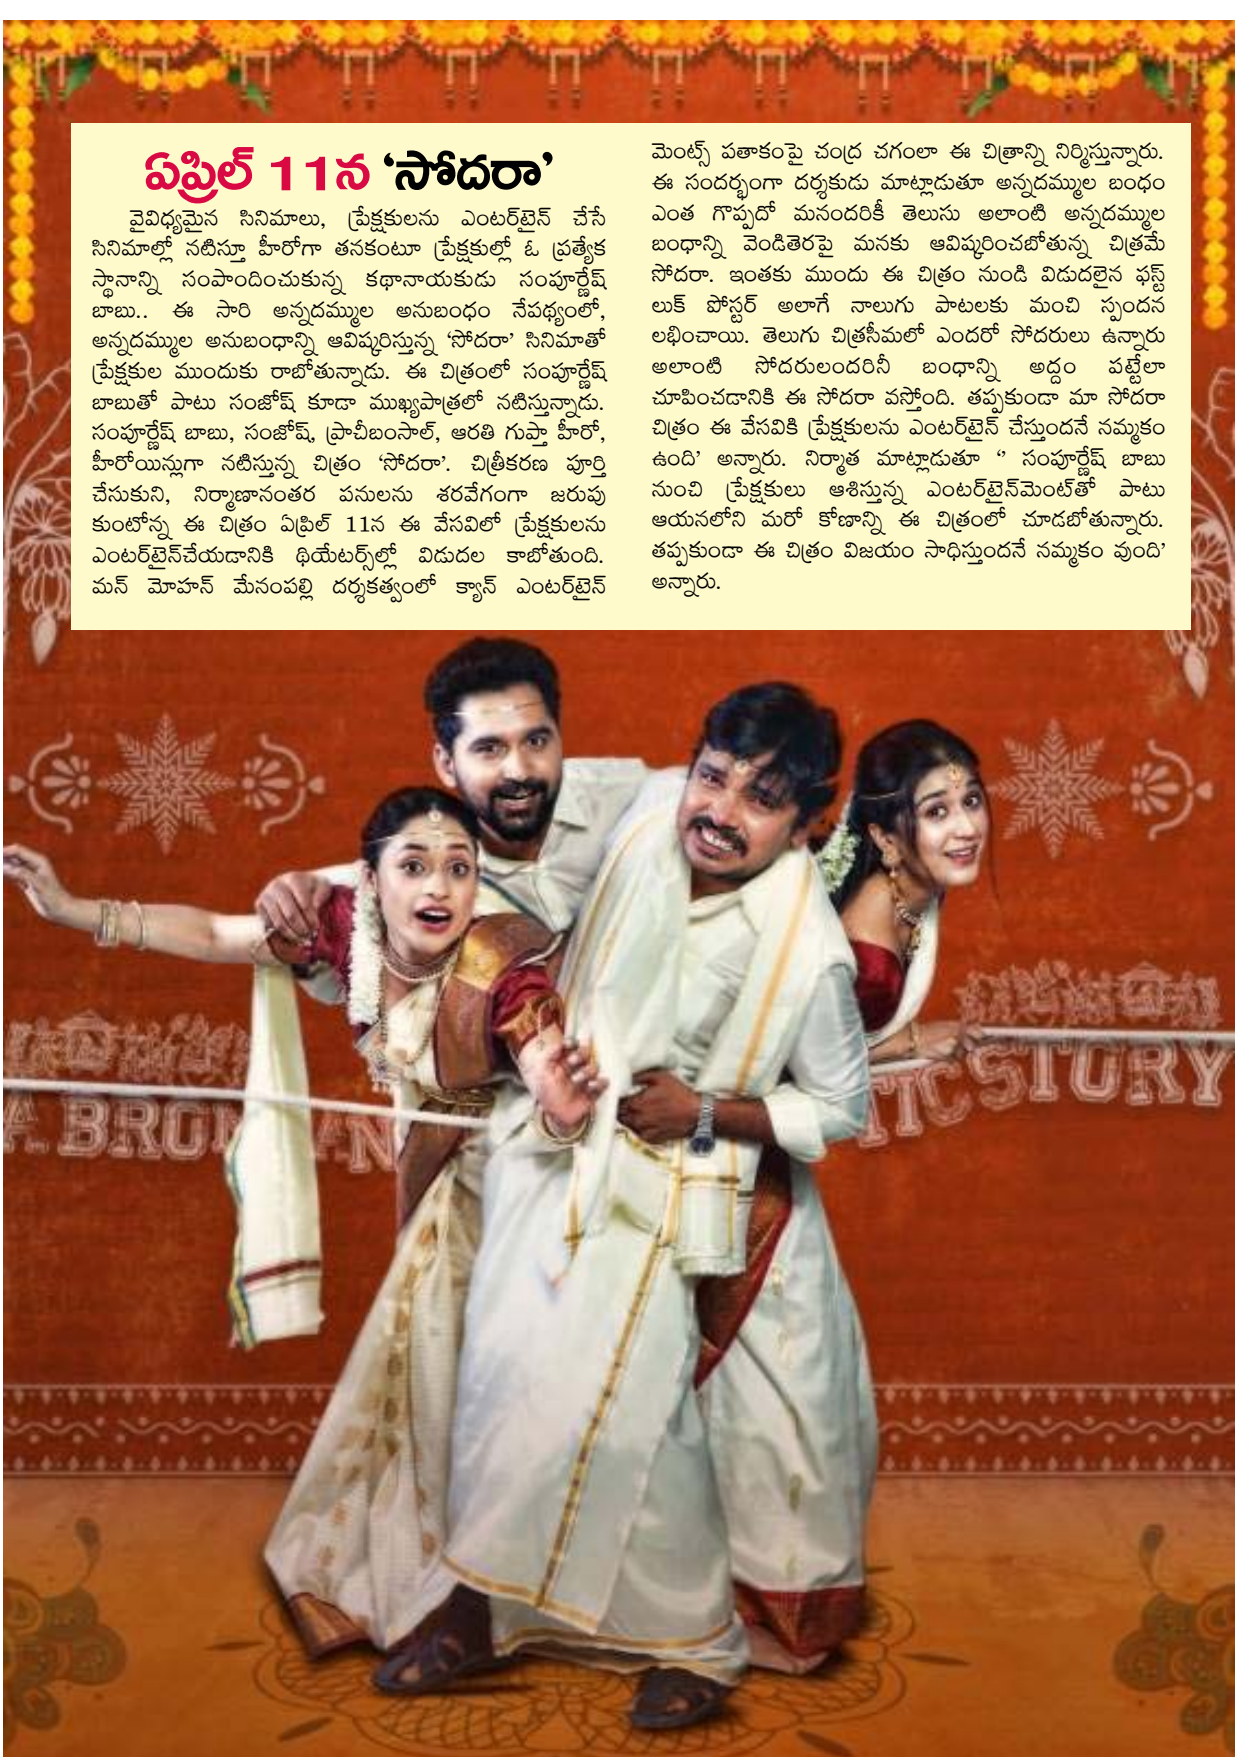 ఏప్రిల్ 11న ‘సోదరా’
వైవిధ్యమైన సినిమాలు, ప్రేక్షకులను ఎంటర్‌టైన్ చేసే
సినిమాల్లో నటిస్తూ హీరోగా తనకంటూ ప్రేక్షకుల్లో ఓ ప్రత్యేక
స్థానాన్ని సంపాందించుకున్న కథానాయకుడు సంపూర్ణేష్
బాబు.. ఈ సారి అన్నదమ్ముల అనుబంధం నేపథ్యంలో,
అన్నదమ్ముల అనుబంధాన్ని ఆవిష్కరిస్తున్న ‘సోదరా’ సినిమాతో
ప్రేక్షకుల ముందుకు రాబోతున్నాడు. ఈ చిత్రంలో సంపూర్ణేష్
బాబుతో పాటు సంజోష్ కూడా ముఖ్యపాత్రలో నటిస్తున్నాడు.
సంపూర్ణేష్ బాబు, సంజోష్, ప్రాచీబంసాల్, ఆరతి గుప్తా హీరో,
హీరోయిన్లుగా నటిస్తున్న చిత్రం ‘సోదరా’. చిత్రీకరణ పూర్తి
చేసుకుని, నిర్మాణానంతర పనులను శరవేగంగా జరుపు
కుంటోన్న ఈ చిత్రం ఏప్రిల్ 11న ఈ వేసవిలో ప్రేక్షకులను
ఎంటర్‌టైన్‌చేయడానికి థియేటర్స్‌ల్లో విడుదల కాబోతుంది.
మన్ మోహన్ మేనంపల్లి దర్శకత్వంలో క్యాన్ ఎంటర్‌టైన్
మెంట్స్ పతాకంపై చంద్ర చగంలా ఈ చిత్రాన్ని నిర్మిస్తున్నారు.
ఈ సందర్భంగా దర్శకుడు మాట్లాడుతూ అన్నదమ్ముల బంధం
ఎంత గొప్పదో మనందరికీ తెలుసు అలాంటి అన్నదమ్ముల
బంధాన్ని వెండితెరపై మనకు ఆవిష్కరించబోతున్న చిత్రమే
సోదరా. ఇంతకు ముందు ఈ చిత్రం నుండి విడుదలైన ఫస్ట్
లుక్ పోస్టర్ అలాగే నాలుగు పాటలకు మంచి స్పందన
లభించాయి. తెలుగు చిత్రసీమలో ఎందరో సోదరులు ఉన్నారు
అలాంటి సోదరులందరినీ బంధాన్ని అద్దం పట్టేలా
చూపించడానికి ఈ సోదరా వస్తోంది. తప్పకుండా మా సోదరా
చిత్రం ఈ వేసవికి ప్రేక్షకులను ఎంటర్‌టైన్ చేస్తుందనే నమ్మకం
ఉంది’ అన్నారు. నిర్మాత మాట్లాడుతూ ‘’ సంపూర్ణేష్ బాబు
నుంచి ప్రేక్షకులు ఆశిస్తున్న ఎంటర్‌టైన్‌మెంట్‌తో పాటు
ఆయనలోని మరో కోణాన్ని ఈ చిత్రంలో చూడబోతున్నారు.
తప్పకుండా ఈ చిత్రం విజయం సాధిస్తుందనే నమ్మకం వుంది’
అన్నారు.
STORY